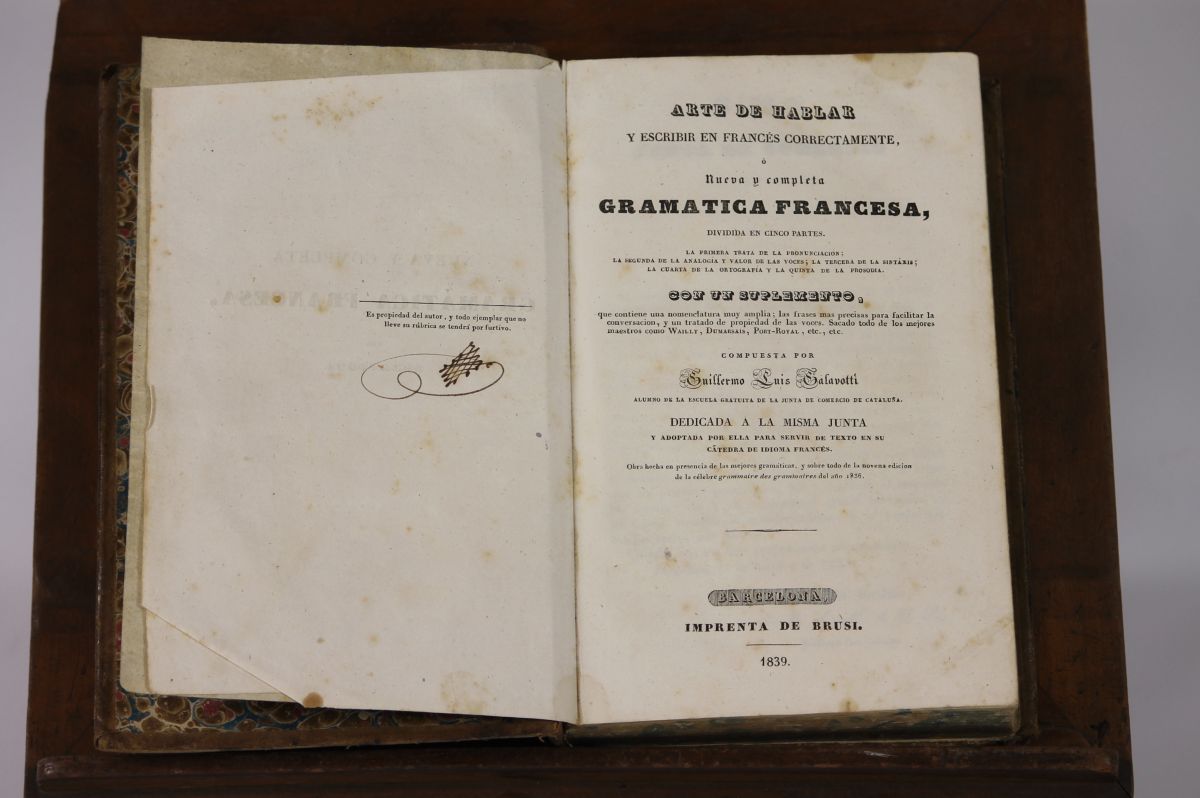 Es propiedad del autor, y todo ejemplar que no
lleve su rúbrica se tendrá por furtivo.
ARTE DE HABLAR
Y ESCRIBIR EN FRANCÉS CORRECTAMENTE,
ò
Nueva y completa
GRAMATICA FRANCESA,
DIVIDIDA EN CINCO PARTES.
LA PRIMERA TRATA DE LA PRONUNCIACION;
LA SEGUNDA DE LA ANALOGIA Y VALOR DE LAS VOCES; LA TERCERA DE LA SINTÁXIS;
LA CUARTA DE LA ORTOGRAFÍA Y LA QUINTA DE LA PROSODIA.
CON UN SUPLEMENTO,
que contiene una nomenclatura muy amplia; las frases mas precisas para facilitar la
conversacion, y un tratado de propiedad de las voces. Sacado todo de los mejores
maestros como WAILLY, DUMARSAIS, PORT-ROYAL, etc., etc.
COMPUESTA POR
Guillermo Luis Galavotti
ALUMNO DE LA ESCUELA GRATUITA DE LA JUNTA DE COMERCIO DE CATALUÑA.
DEDICADA A LA MISMA JUNTA
Y ADOPTADA POR ELLA PARA SERVIR DE TEXTO EN SU
CÁTEDRA DE IDIOMA FRANCÉS.
Obra hecha en presencia de las mejores gramáticas, y sobre todo de la novena edicion
de la célebre grammaire des grammaires del año 1836.
BARCELONA,
IMPRENTA DE BRUSI.
1839.